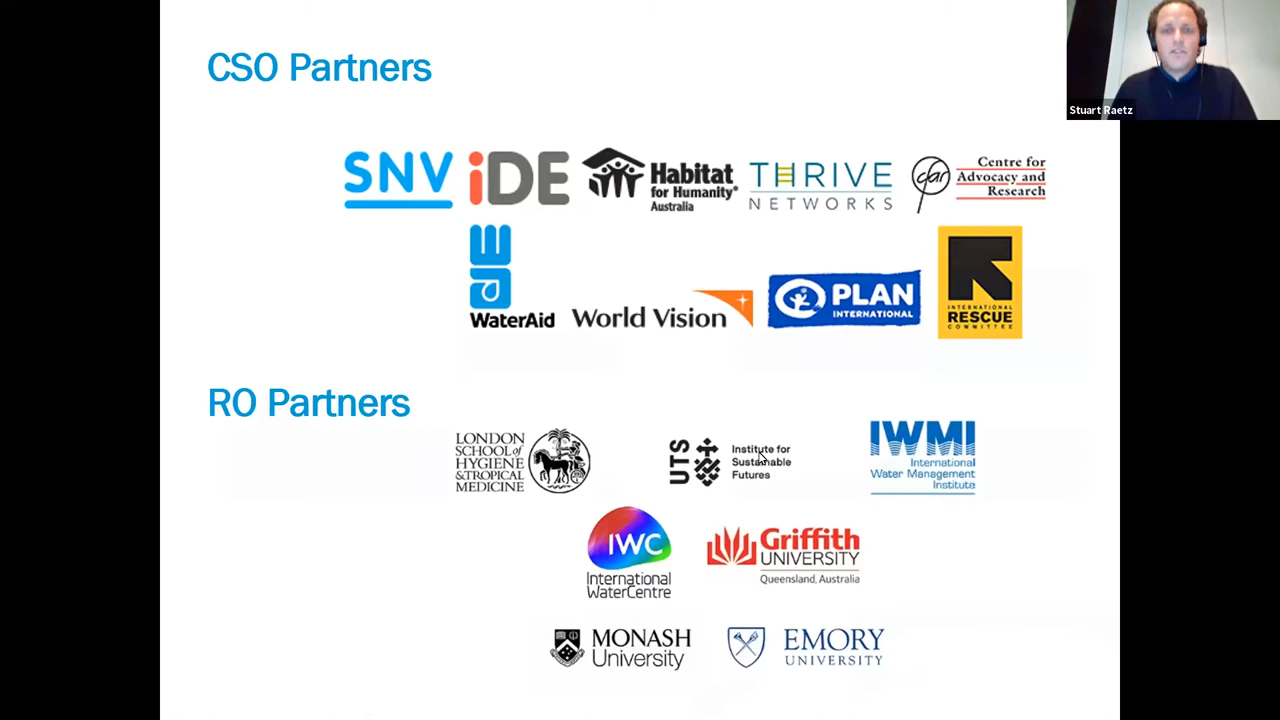 CSO Partners
Stuart Raetz
SNV
iDE
Habitat
for Humanity®
Australia
THRIVE
NETWORKS
cfar
Centre for
Advocacy and
Research
WaterAid
World Vision
PLAN
INTERNATIONAL
INTERNATIONAL
RESCUE
COMMITTEE
RO Partners
LONDON
SCHOOL of
HYGIENE
& TROPICAL
MEDICINE
UTS
Institute for
Sustainable
Futures
IWMI
International
Water Management
Institute
IWC
International
WaterCentre
Griffith
UNIVERSITY
Queensland, Australia
MONASH
University
EMORY
UNIVERSITY